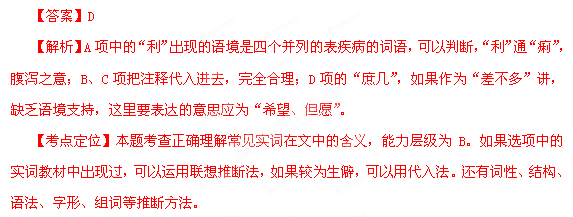 【答案】D
【解析】A项中的“利”出现的语境是四个并列的表疾病的词语，可以判断，“利”通“痢”，
腹泻之意；B、C项把注释代入进去，完全合理；D项的“庶几”，如果作为“差不多”讲，
缺乏语境支持，这里要表达的意思应为“希望、但愿”。
【考点定位】本题考查正确理解常见实词在文中的含义，能力层级为 B。如果选项中的
实词教材中出现过，可以运用联想推断法，如果较为生僻，可以用代入法。还有词性、结构、
语法、字形、组词等推断方法。